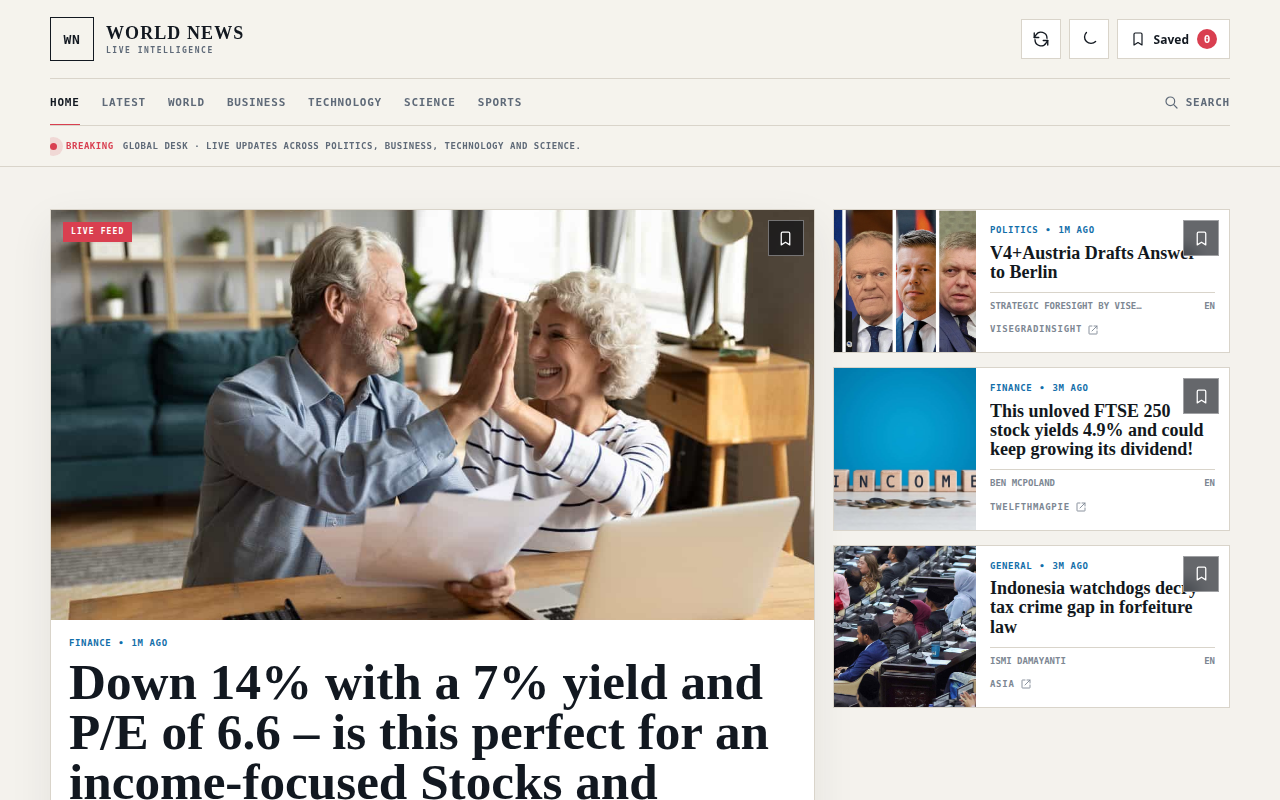 WN
WORLD NEWS
LIVE INTELLIGENCE
Saved 0
HOME LATEST WORLD BUSINESS TECHNOLOGY SCIENCE SPORTS SEARCH
BREAKING GLOBAL DESK · LIVE UPDATES ACROSS POLITICS, BUSINESS, TECHNOLOGY AND SCIENCE.
LIVE FEED
FINANCE • 1M AGO
Down 14% with a 7% yield and
P/E of 6.6 – is this perfect for an
income-focused Stocks and
POLITICS • 1M AGO
V4+Austria Drafts Answer
to Berlin
STRATEGIC FORESIGHT BY VISE… EN
VISEGRADINSIGHT
INCOME
FINANCE • 3M AGO
This unloved FTSE 250
stock yields 4.9% and could
keep growing its dividend!
BEN MCPOLAND EN
TWELFTHMAGPIE
GENERAL • 3M AGO
Indonesia watchdogs decry
tax crime gap in forfeiture
law
ISMI DAMAYANTI EN
ASIA